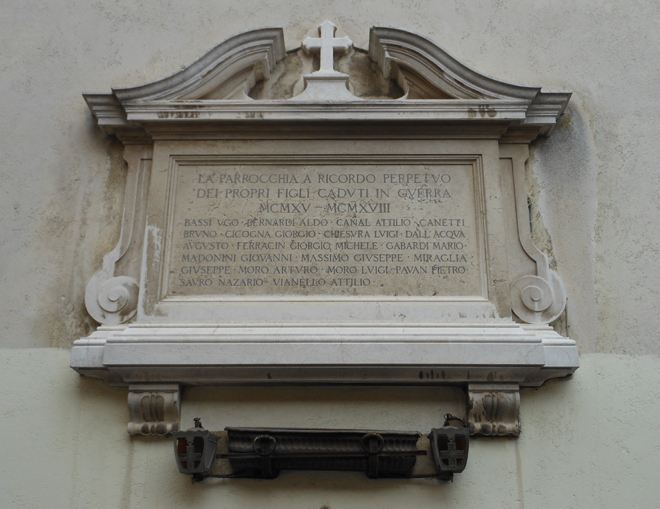 LA PARROCCHIA A RICORDO PERPETVO
DEI PROPRI FIGLI CADVTI IN GVERRA
MCMXV - MCMXVIII
BASSI VGO · BERNARDI ALDO · CANAL ATTILIO · CANETTI
BRVNO · CICOGNA GIORGIO · CHIESVRA LVIGI · DALL'ACQVA
AVGVSTO · FERRACIN GIORGIO, MICHELE · GABARDI MARIO ·
MADONINI GIOVANNI · MASSIMO GIVSEPPE · MIRAGLIA
GIVSEPPE · MORO ARTVRO · MORO LVIGI · PAVAN PIETRO
SAVRO NAZARIO · VIANELLO ATTILIO ·